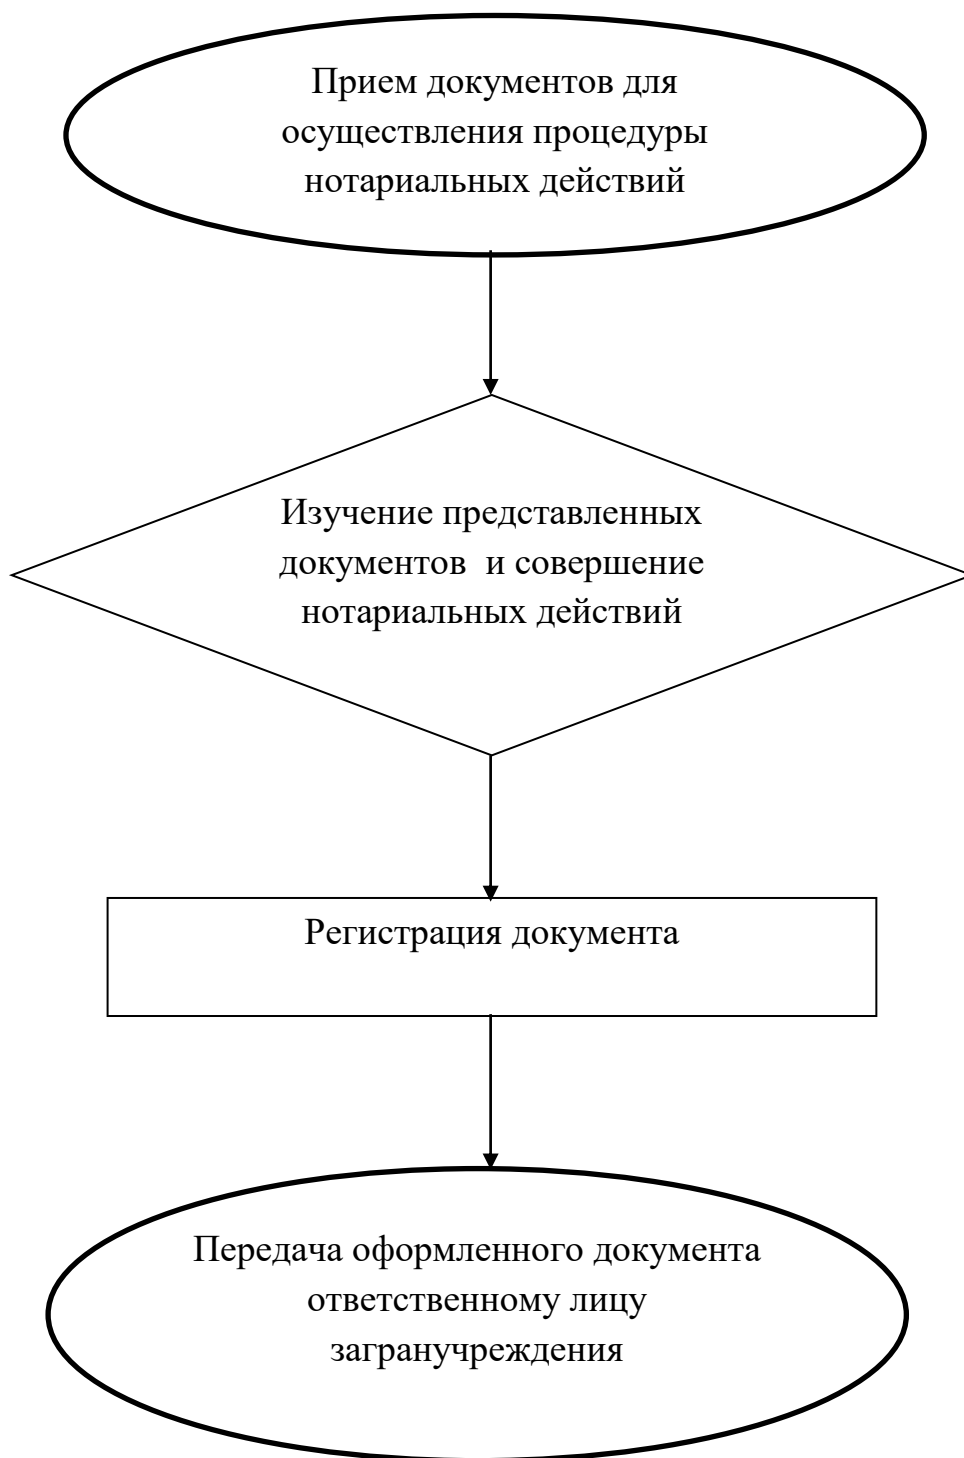 Прием документов для
осуществления процедуры
нотариальных действий
Изучение представленных
документов  и совершение
нотариальных действий
Регистрация документа
Передача оформленного документа
ответственному лицу
загранучреждения